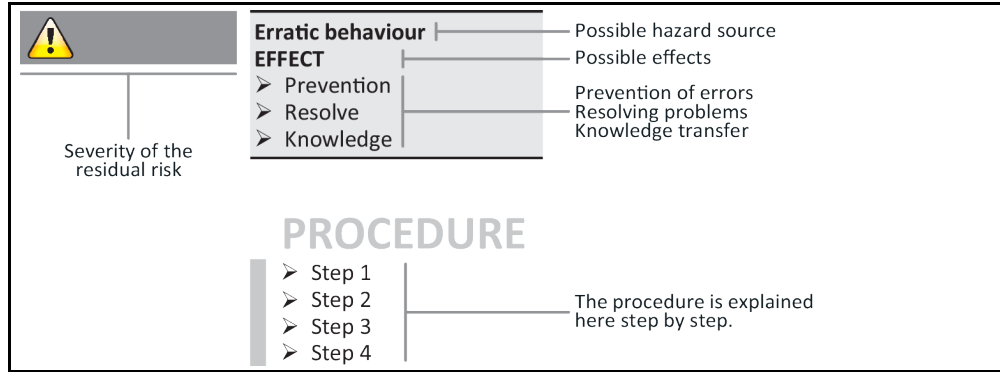 Erratic behaviour
Possible hazard source
EFFECT
Possible effects
➢ Prevention
➢ Resolve
➢ Knowledge
Prevention of errors
Resolving problems
Knowledge transfer
Severity of the
residual risk
PROCEDURE
➢ Step 1
➢ Step 2
➢ Step 3
➢ Step 4
The procedure is explained
here step by step.